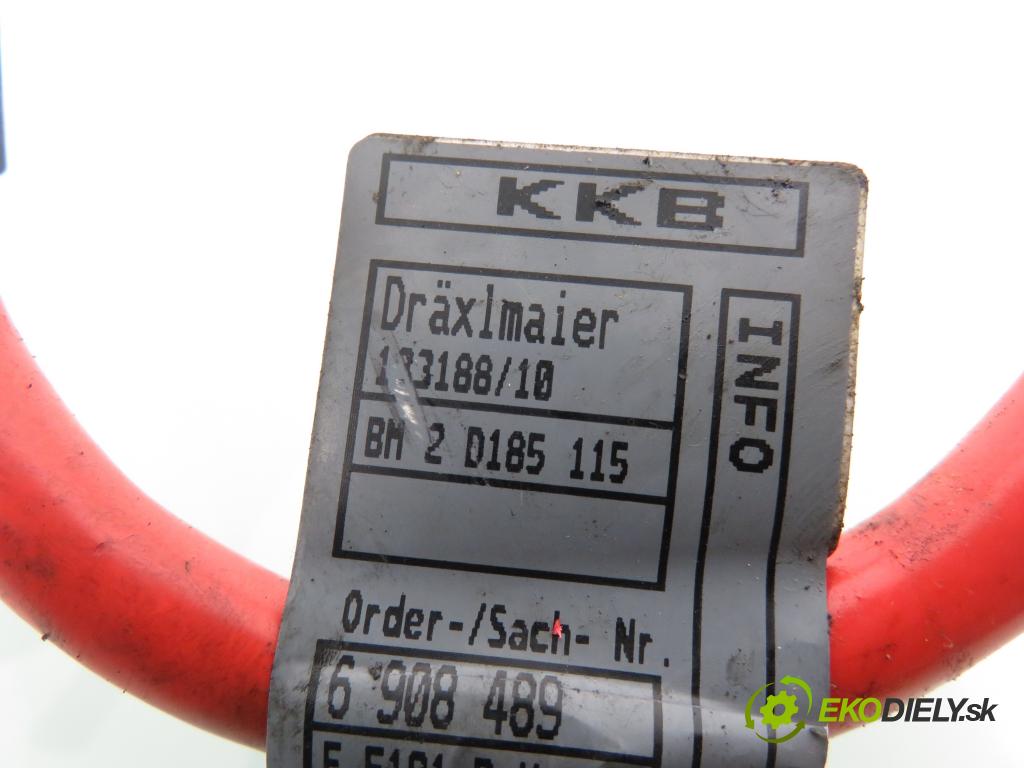 KKB
Dräxlmaier
133188/10
BM 2 D185 115
INFO
Order-/Sach- Nr.
6 908 489
EKODIELY.sk